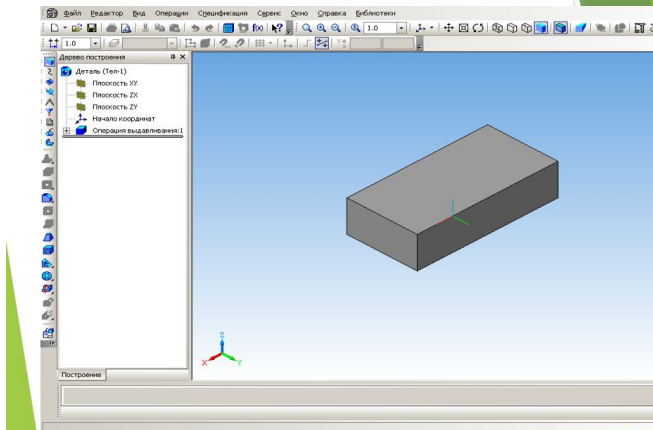 Файл Редактор Вид Операции Спецификация Сервис Окно Справка Библиотеки
f(x) 1.0
1.0
Дерево построения
Деталь (Тел-1)
Плоскость XY
Плоскость ZX
Плоскость ZY
Начало координат
Операция выдавливания:1
Z
X Y
Построение